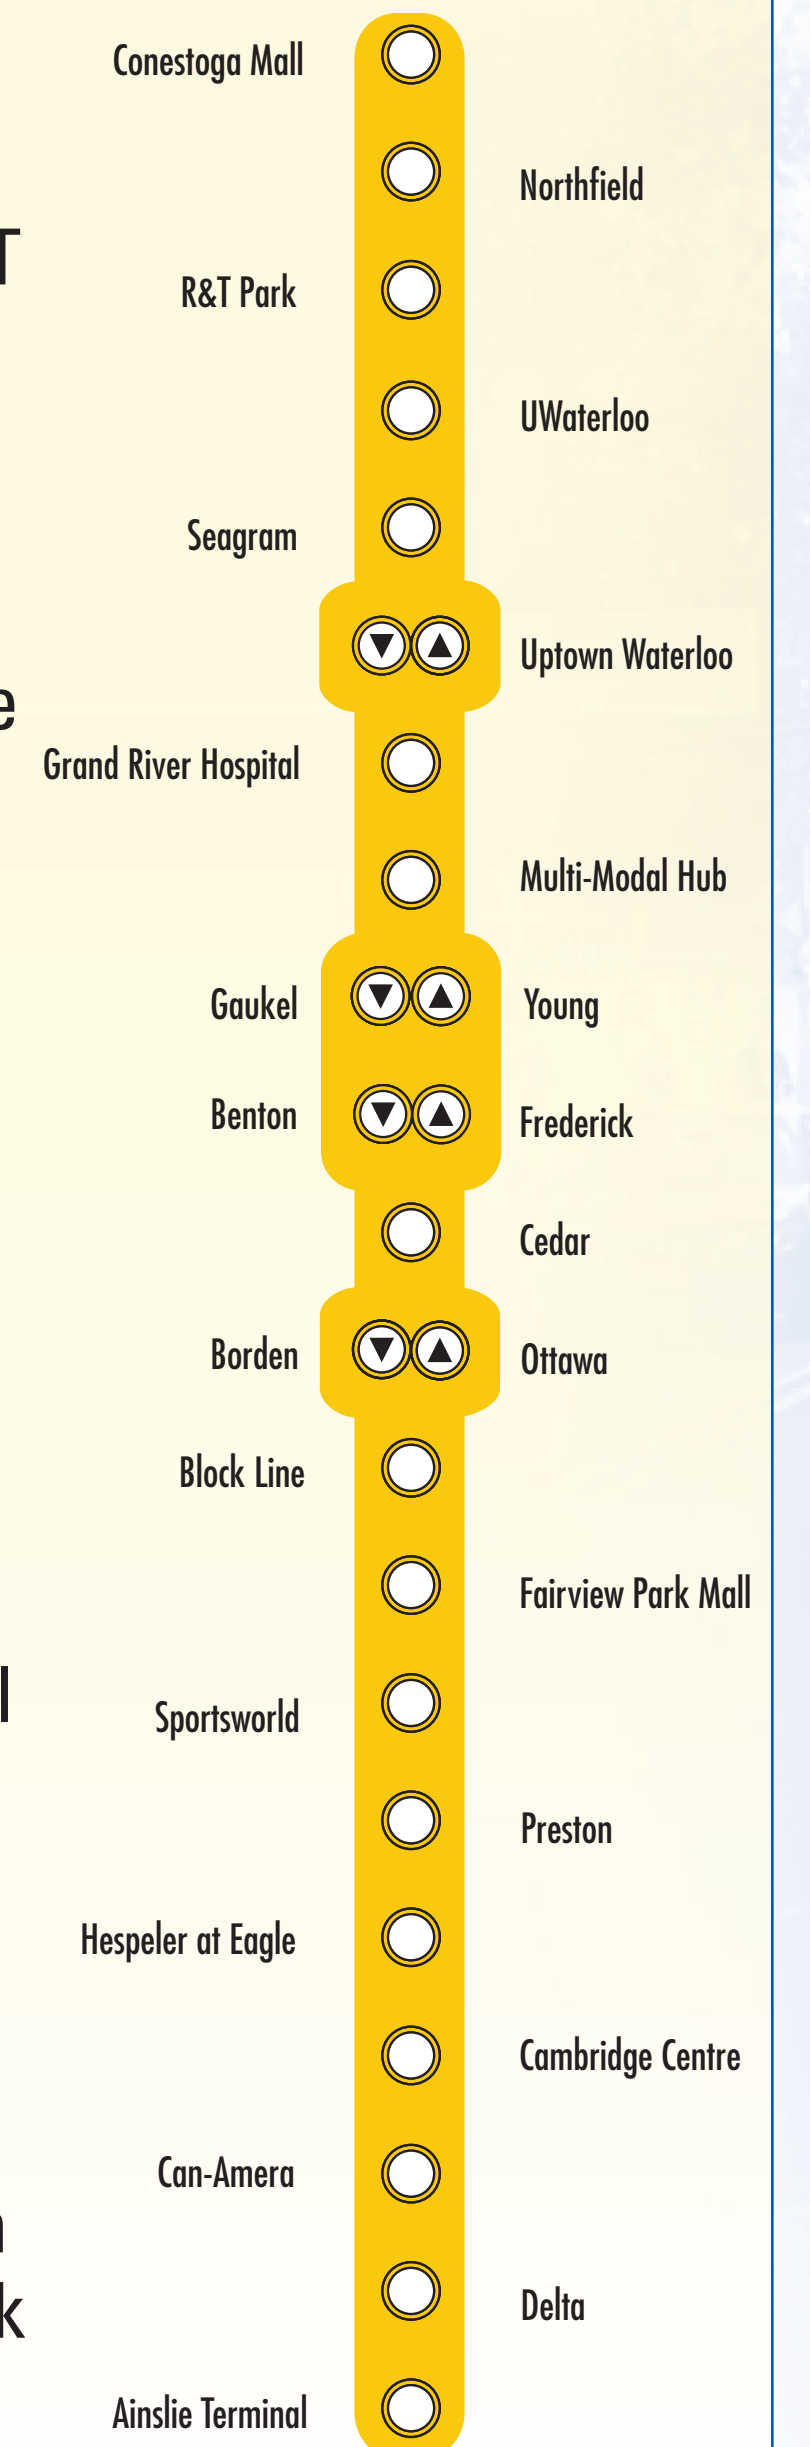 Conestoga Mall
Northfield
T
R&T Park
UWaterloo
Seagram
Uptown Waterloo
e
Grand River Hospital
Multi-Modal Hub
Gaukel Young
Benton Frederick
Cedar
Borden Ottawa
Block Line
Fairview Park Mall
l
Sportsworld
Preston
Hespeler at Eagle
Cambridge Centre
Can-Amera
n
Delta
k
Ainslie Terminal